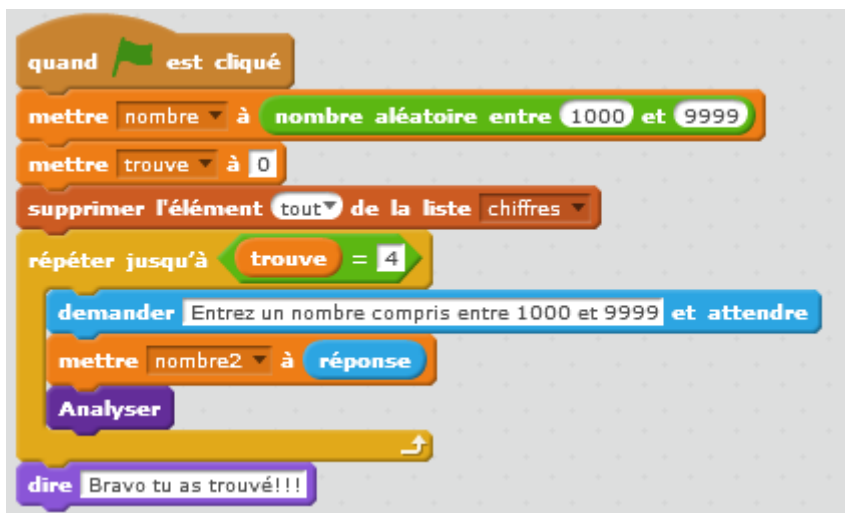 quand est cliqué
mettre nombre à nombre aléatoire entre 1000 et 9999
mettre trouve à 0
supprimer l'élément tout de la liste chiffres
répéter jusqu'à trouve = 4
demander Entrez un nombre compris entre 1000 et 9999 et attendre
mettre nombre2 à réponse
Analyser
dire Bravo tu as trouvé!!!